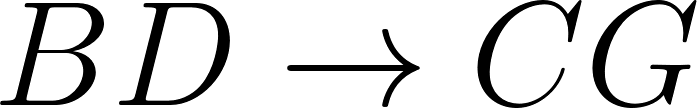 BD → CG